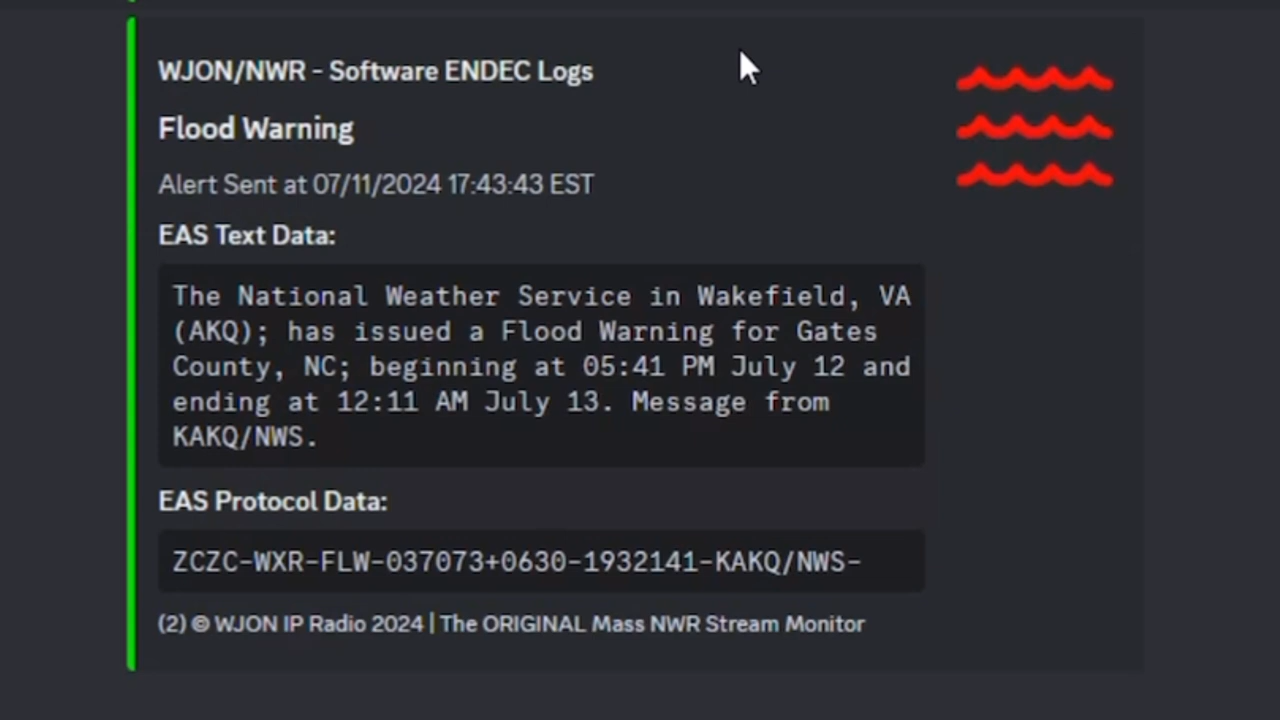 WJON/NWR - Software ENDEC Logs
Flood Warning
Alert Sent at 07/11/2024 17:43:43 EST
EAS Text Data:
The National Weather Service in Wakefield, VA
(AKQ); has issued a Flood Warning for Gates
County, NC; beginning at 05:41 PM July 12 and
ending at 12:11 AM July 13. Message from
KAKQ/NWS.
EAS Protocol Data:
ZCZC-WXR-FLW-037073+0630-1932141-KAKQ/NWS-
(2) © WJON IP Radio 2024 | The ORIGINAL Mass NWR Stream Monitor